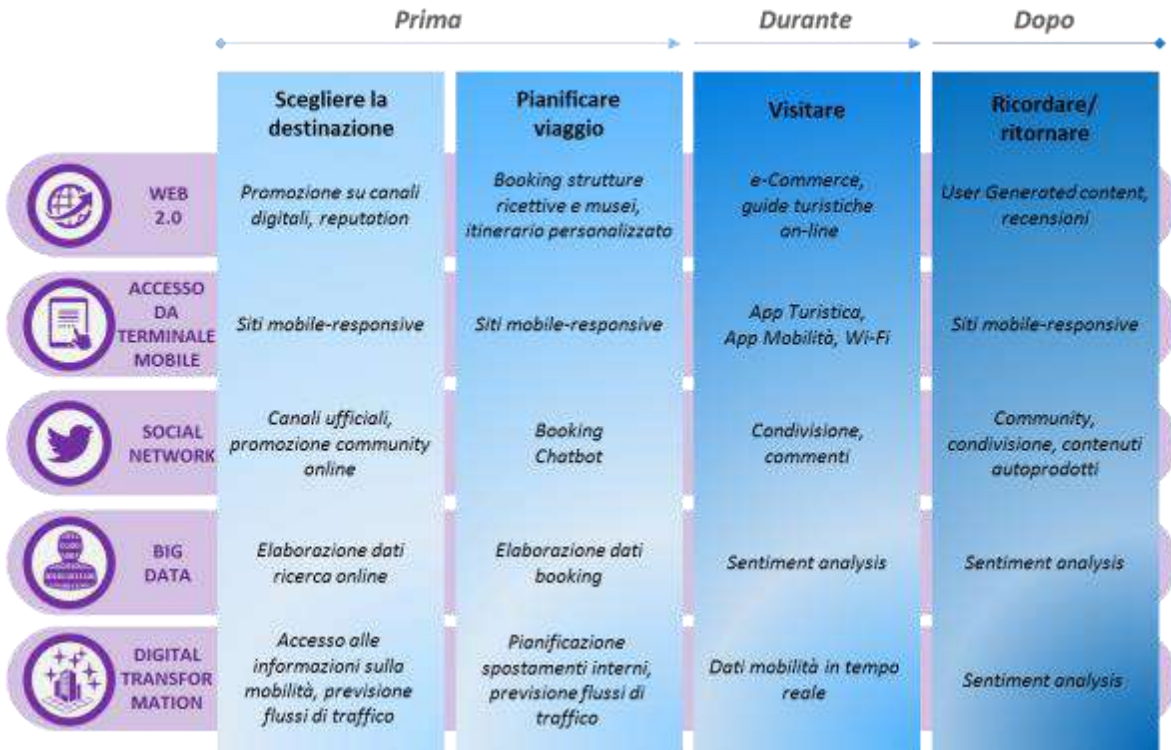 Prima
Durante
Dopo
Scegliere la
destinazione
Pianificare
viaggio
Visitare
Ricordare/
ritornare
WEB
2.0
Promozione su canali
digitali, reputation
Booking strutture
ricettive e musei,
itinerario personalizzato
e-Commerce,
guide turistiche
on-line
User Generated content,
recensioni
ACCESSO
DA
TERMINALE
MOBILE
Siti mobile-responsive
Siti mobile-responsive
App Turistica,
App Mobilità, Wi-Fi
Siti mobile-responsive
SOCIAL
NETWORK
Canali ufficiali,
promozione community
online
Booking
Chatbot
Condivisione,
commenti
Community,
condivisione, contenuti
autoprodotti
BIG
DATA
Elaborazione dati
ricerca online
Elaborazione dati
booking
Sentiment analysis
Sentiment analysis
DIGITAL
TRANSFOR
MATION
Accesso alle
informazioni sulla
mobilità, previsione
flussi di traffico
Pianificazione
spostamenti interni,
previsione flussi di
traffico
Dati mobilità in tempo
reale
Sentiment analysis